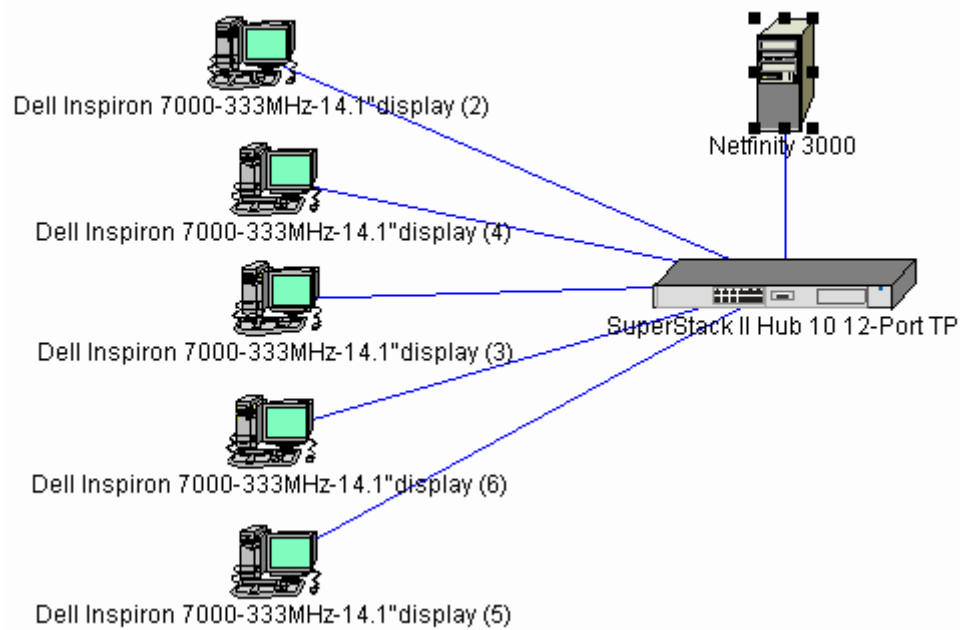 Dell Inspiron 7000-333MHz-14.1"display (2)
Netfinity 3000
Dell Inspiron 7000-333MHz-14.1"display (4)
SuperStack II Hub 10 12-Port TP
Dell Inspiron 7000-333MHz-14.1"display (3)
Dell Inspiron 7000-333MHz-14.1"display (6)
Dell Inspiron 7000-333MHz-14.1"display (5)